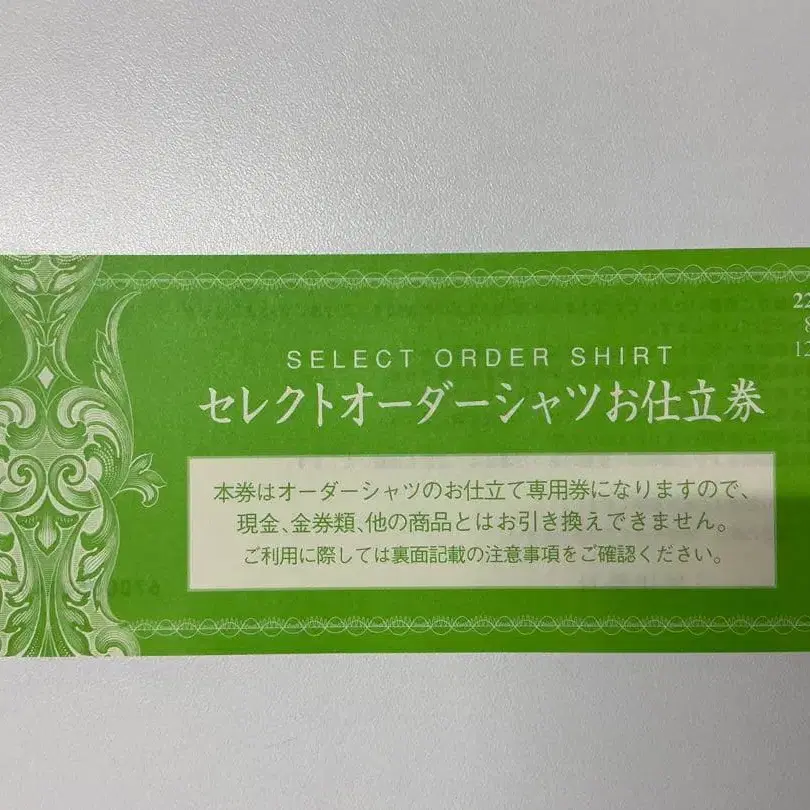 SELECT ORDER SHIRT
セレクトオーダーシャツお仕立券
本券はオーダーシャツのお仕立て専用券になりますので、
現金、金券類、他の商品とはお引き換えできません。
ご利用に際しては裏面記載の注意事項をご確認ください。
22
8
12